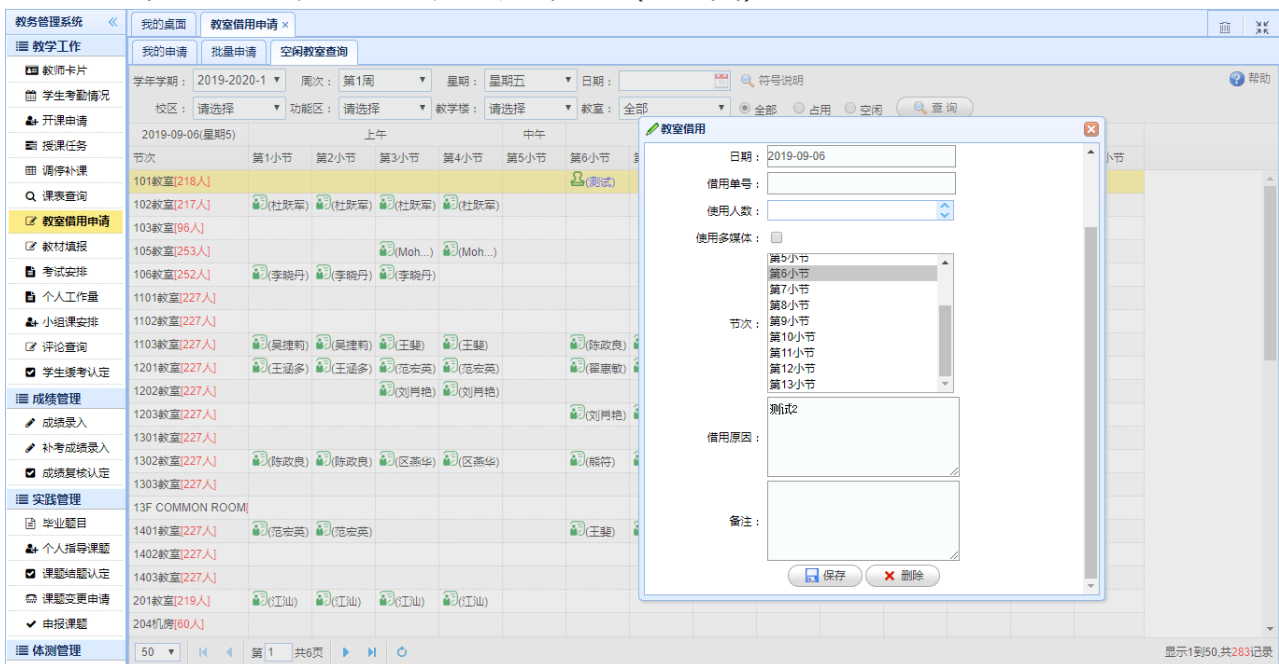 教务管理系统 《 我的桌面 教室借用申请 ×
教学工作 我的申请 批量申请 空闲教室查询
教师卡片 学年学期： 2019-2020-1 周次： 第1周 星期： 星期五 日期： 符号说明 帮助
学生考勤情况 校区： 请选择 功能区： 请选择 教学楼： 请选择 教室： 全部 全部 占用 空闲 查询
开课申请 2019-09-06(星期5) 上午 中午
授课任务 节次 第1小节 第2小节 第3小节 第4小节 第5小节 第6小节
调停补课 101教室[218人] (测试)
课表查询 102教室[217人] (杜朕军) (杜朕军) (杜朕军) (杜朕军)
教室借用申请 103教室[96人]
教材填报 105教室[253人] (Moh...) (Moh...)
考试安排 106教室[252人] (李晓丹) (李晓丹) (李晓丹)
个人工作量 1101教室[227人]
小组课安排 1102教室[227人]
评论查询 1103教室[227人] (吴捷莉) (吴捷莉) (王斐) (王斐) (陈政良)
学生缓考认定 1201教室[227人] (王涵多) (王涵多) (范宏英) (范宏英) (翟惠敏)
成绩管理 1202教室[227人] (刘肖艳) (刘肖艳)
成绩录入 1203教室[227人] (刘肖艳)
补考成绩录入 1301教室[227人]
成绩复核认定 1302教室[227人] (陈政良) (陈政良) (区燕华) (区燕华) (熊符)
实践管理 1303教室[227人]
毕业题目 13F COMMON ROOM[
个人指导课题 1401教室[227人] (范宏英) (范宏英) (王斐)
课题结题认定 1402教室[227人]
课题变更申请 1403教室[227人]
申报课题 201教室[219人] (江汕) (江汕) (江汕) (江汕)
体测管理 204机房[60人]
50 第 1 共6页 显示1到50,共283记录
教室借用
日期： 2019-09-06
借用单号：
使用人数：
使用多媒体：
节次：
第5小节
第6小节
第7小节
第8小节
第9小节
第10小节
第11小节
第12小节
第13小节
借用原因： 测试2
备注：
保存 删除
小节